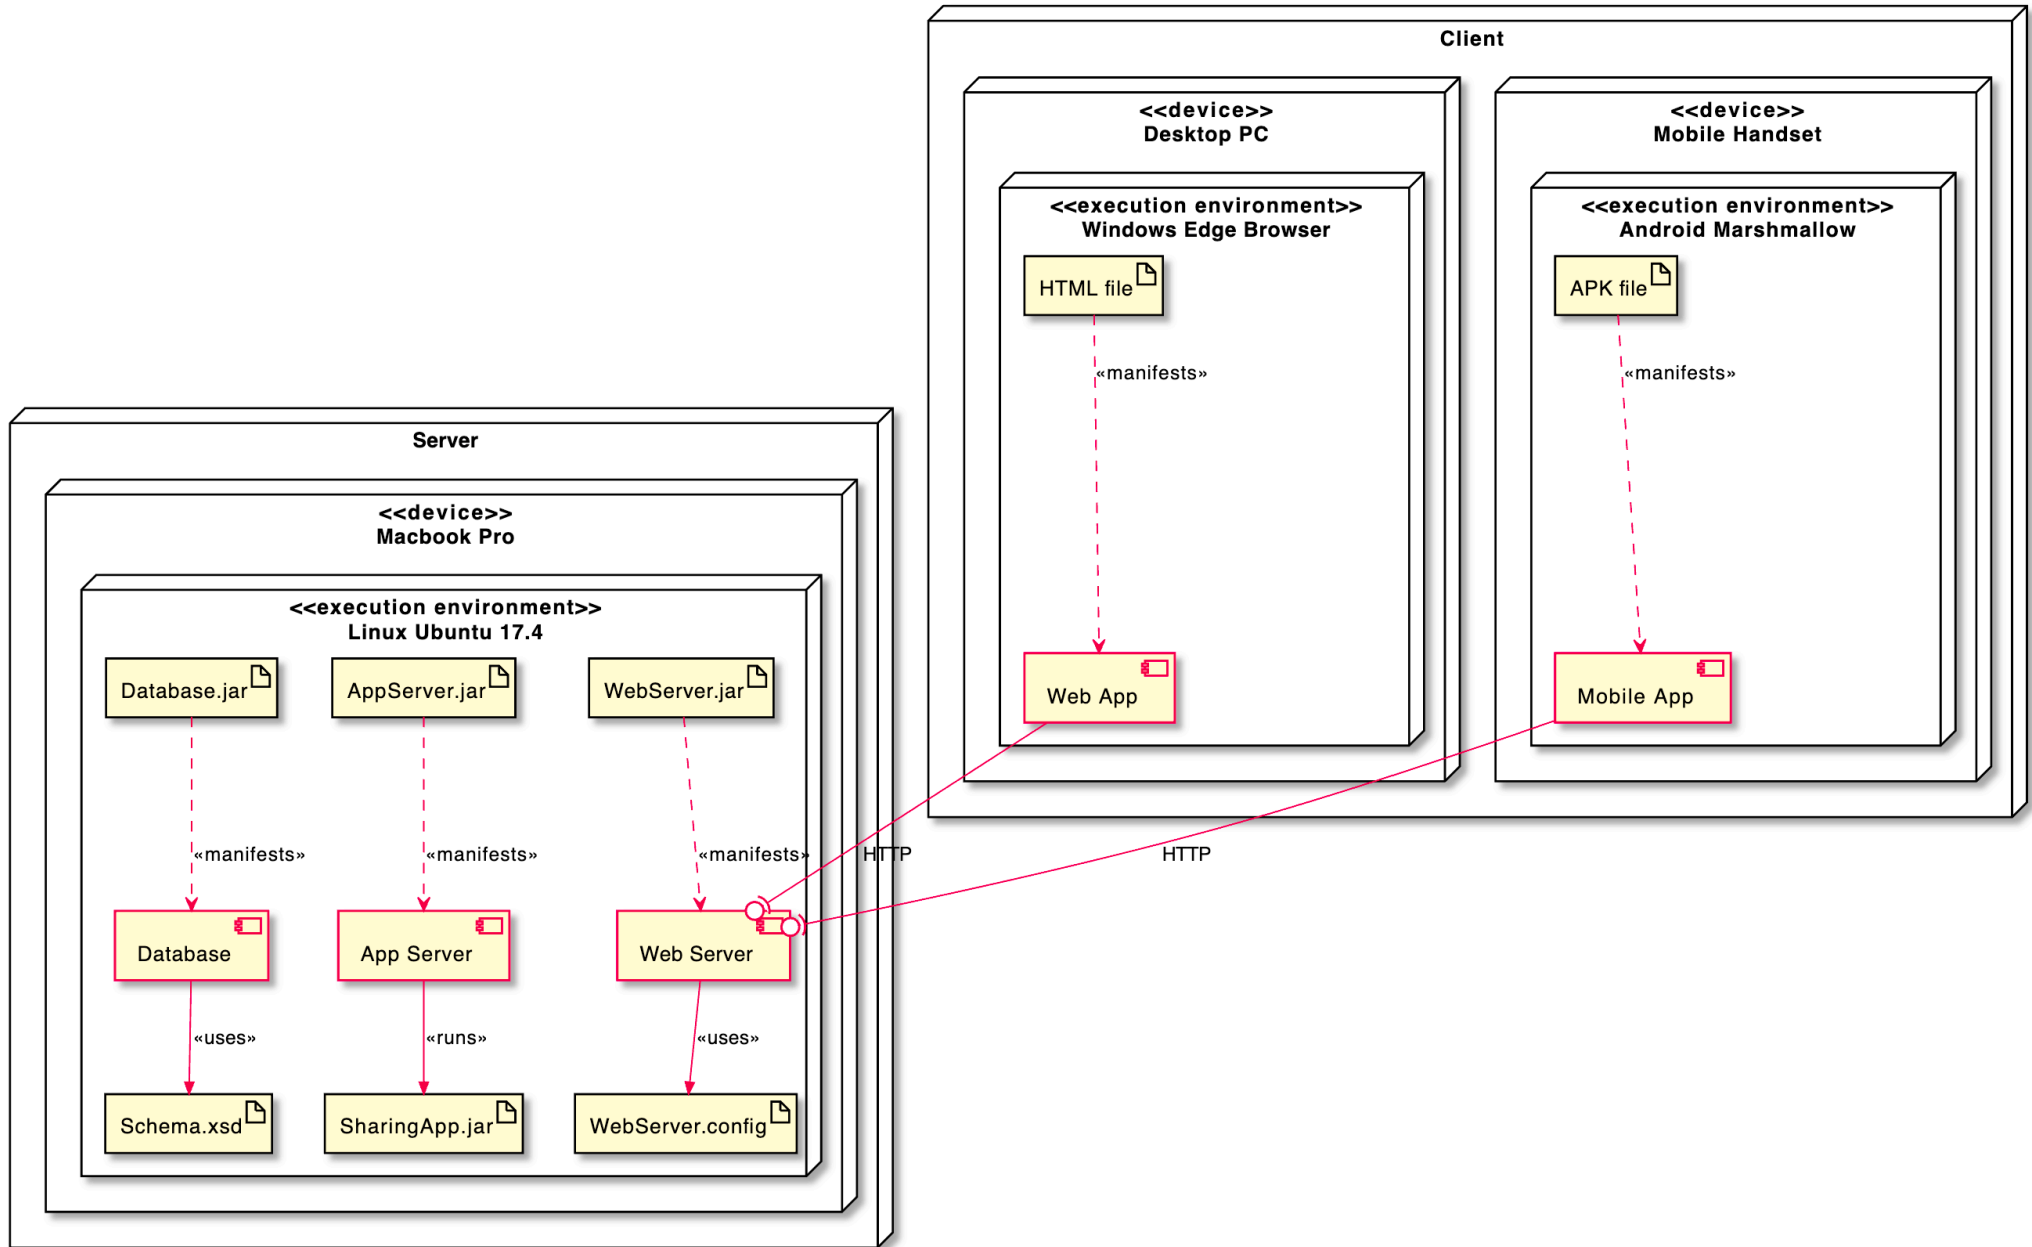 Client
<<device>>
Desktop PC
<<device>>
Mobile Handset
<<execution environment>>
Windows Edge Browser
<<execution environment>>
Android Marshmallow
HTML file
APK file
«manifests»
«manifests»
Web App
Mobile App
HTTP
HTTP
Server
<<device>>
Macbook Pro
<<execution environment>>
Linux Ubuntu 17.4
Database.jar
AppServer.jar
WebServer.jar
«manifests»
«manifests»
«manifests»
Database
App Server
Web Server
«uses»
«runs»
«uses»
Schema.xsd
SharingApp.jar
WebServer.config